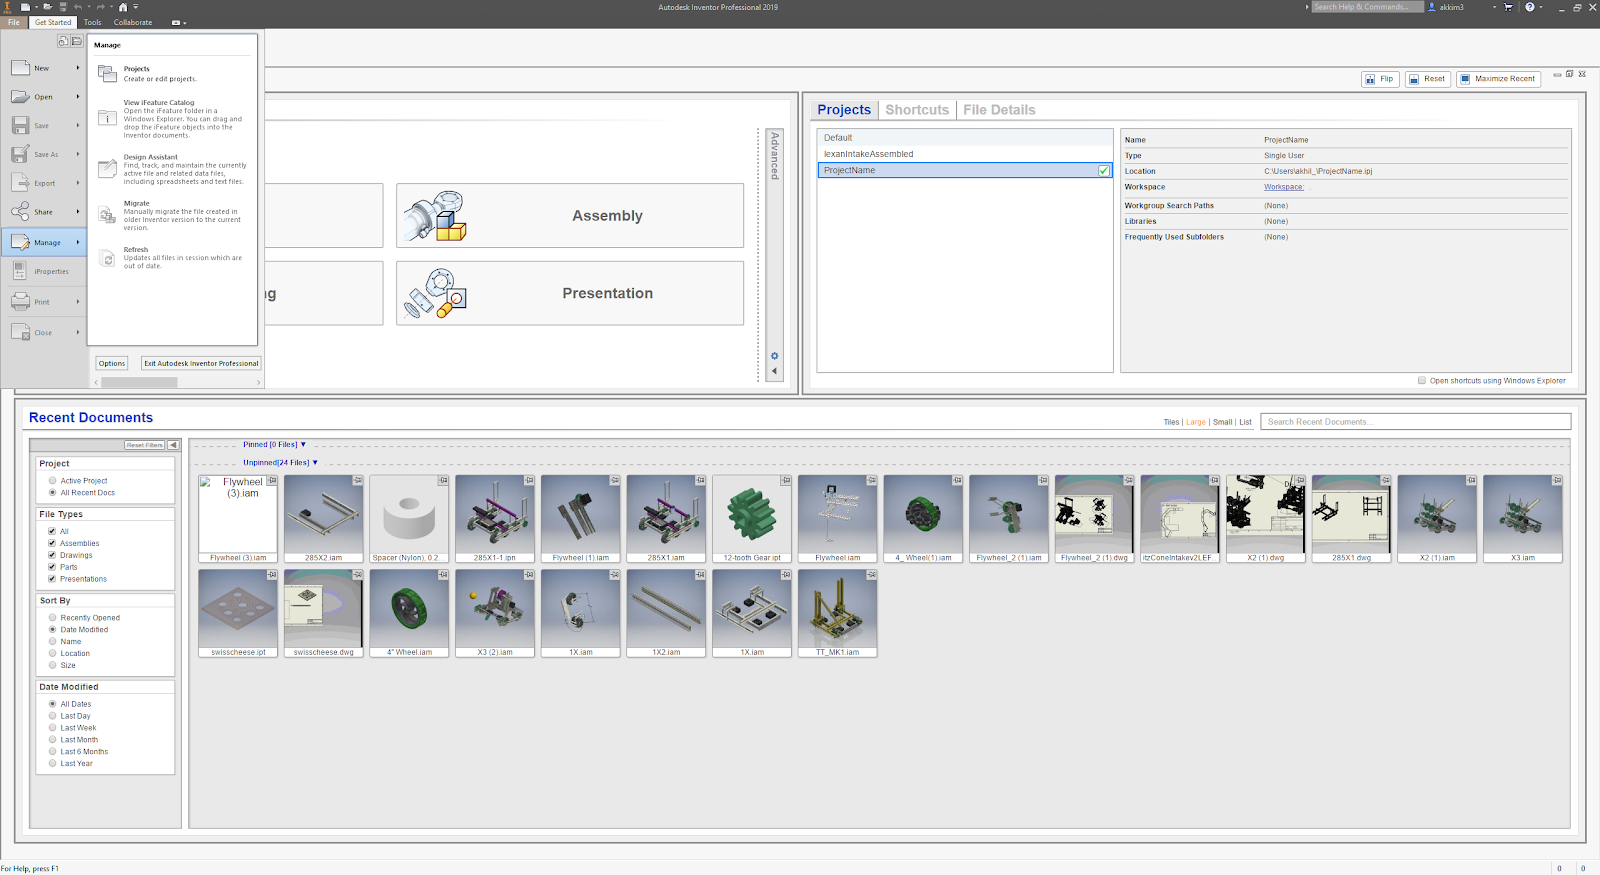 Autodesk Inventor Professional 2019
Search Help & Commands...
akkim3
File
Get Started
Tools
Collaborate
New
Open
Save
Save As
Export
Share
Manage
iProperties
Print
Close
Manage
Projects
Create or edit projects.
View iFeature Catalog
Open the iFeature folder in a
Windows Explorer. You can drag and
drop the iFeature objects into the
Inventor documents.
Design Assistant
Find, track, and maintain the currently
active file and related data files,
including spreadsheets and text files.
Migrate
Manually migrate the file created in
older Inventor version to the current
version.
Refresh
Updates all files in session which are
out of date.
Options
Exit Autodesk Inventor Professional
Flip
Reset
Maximize Recent
Assembly
ng
Presentation
Advanced
Projects
Shortcuts
File Details
Default
lexanIntakeAssembled
ProjectName
Name ProjectName
Type Single User
Location C:\Users\akhil_\ProjectName.ipj
Workspace Workspace:
Workgroup Search Paths (None)
Libraries (None)
Frequently Used Subfolders (None)
Open shortcuts using Windows Explorer
Recent Documents
Tiles | Large | Small | List
Search Recent Documents...
Reset Filters
Project
Active Project
All Recent Docs
File Types
All
Assemblies
Drawings
Parts
Presentations
Sort By
Recently Opened
Date Modified
Name
Location
Size
Date Modified
All Dates
Last Day
Last Week
Last Month
Last 6 Months
Last Year
Pinned [0 Files]
Unpinned[24 Files]
Flywheel
(3).iam
Flywheel (3).iam
285X2.iam
Spacer (Nylon), 0.2...
285X1-1.ipn
Flywheel (1).iam
285X1.iam
12-tooth Gear.ipt
Flywheel.iam
4_ Wheel(1).iam
Flywheel_2 (1).iam
Flywheel_2 (1).dwg
itzConeIntakev2LEF...
X2 (1).dwg
285X1.dwg
X2 (1).iam
X3.iam
swisscheese.ipt
swisscheese.dwg
4" Wheel.iam
X3 (2).iam
1X.iam
1X2.iam
1X.iam
TT_MK1.iam
For Help, press F1
0
0